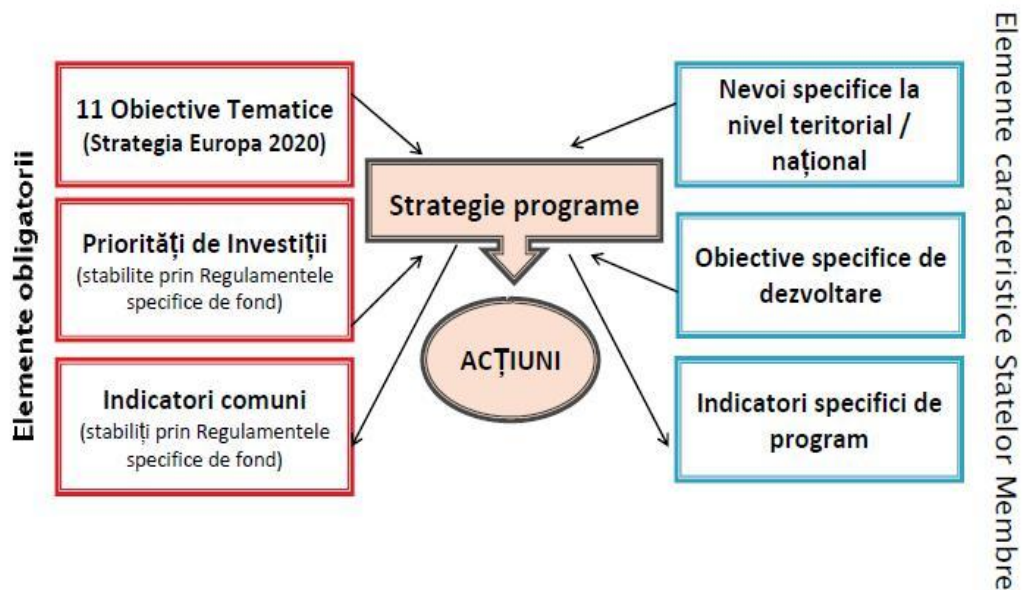 Elemente obligatorii
11 Obiective Tematice
(Strategia Europa 2020)
Priorități de Investiții
(stabilite prin Regulamentele
specifice de fond)
Indicatori comuni
(stabiliți prin Regulamentele
specifice de fond)
Strategie programe
ACȚIUNI
Nevoi specifice la
nivel teritorial /
național
Obiective specifice de
dezvoltare
Indicatori specifici de
program
Elemente caracteristice Statelor Membre